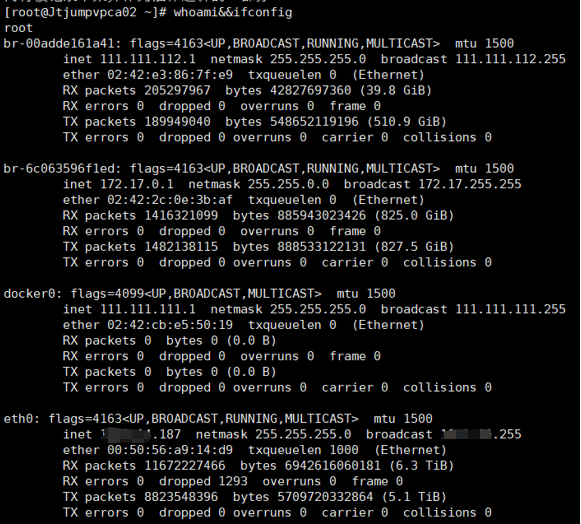 [root@Jtjumpvpca02 ~]# whoami&&ifconfig
root
br-00adde161a41: flags=4163<UP,BROADCAST,RUNNING,MULTICAST>  mtu 1500
        inet 111.111.112.1  netmask 255.255.255.0  broadcast 111.111.112.255
        ether 02:42:e3:86:7f:e9  txqueuelen 0  (Ethernet)
        RX packets 205297967  bytes 42827697360 (39.8 GiB)
        RX errors 0  dropped 0  overruns 0  frame 0
        TX packets 189949040  bytes 548652119196 (510.9 GiB)
        TX errors 0  dropped 0 overruns 0  carrier 0  collisions 0
br-6c063596f1ed: flags=4163<UP,BROADCAST,RUNNING,MULTICAST>  mtu 1500
        inet 172.17.0.1  netmask 255.255.0.0  broadcast 172.17.255.255
        ether 02:42:2c:0e:3b:af  txqueuelen 0  (Ethernet)
        RX packets 1416321099  bytes 885943023426 (825.0 GiB)
        RX errors 0  dropped 0  overruns 0  frame 0
        TX packets 1482138115  bytes 888533122131 (827.5 GiB)
        TX errors 0  dropped 0 overruns 0  carrier 0  collisions 0
docker0: flags=4099<UP,BROADCAST,MULTICAST>  mtu 1500
        inet 111.111.111.1  netmask 255.255.255.0  broadcast 111.111.111.255
        ether 02:42:cb:e5:50:19  txqueuelen 0  (Ethernet)
        RX packets 0  bytes 0 (0.0 B)
        RX errors 0  dropped 0  overruns 0  frame 0
        TX packets 0  bytes 0 (0.0 B)
        TX errors 0  dropped 0 overruns 0  carrier 0  collisions 0
eth0: flags=4163<UP,BROADCAST,RUNNING,MULTICAST>  mtu 1500
        inet .187  netmask 255.255.255.0  broadcast .255
        ether 00:50:56:a9:14:d9  txqueuelen 1000  (Ethernet)
        RX packets 11672227466  bytes 6942616060181 (6.3 TiB)
        RX errors 0  dropped 1293  overruns 0  frame 0
        TX packets 8823548396  bytes 5709720332864 (5.1 TiB)
        TX errors 0  dropped 0 overruns 0  carrier 0  collisions 0